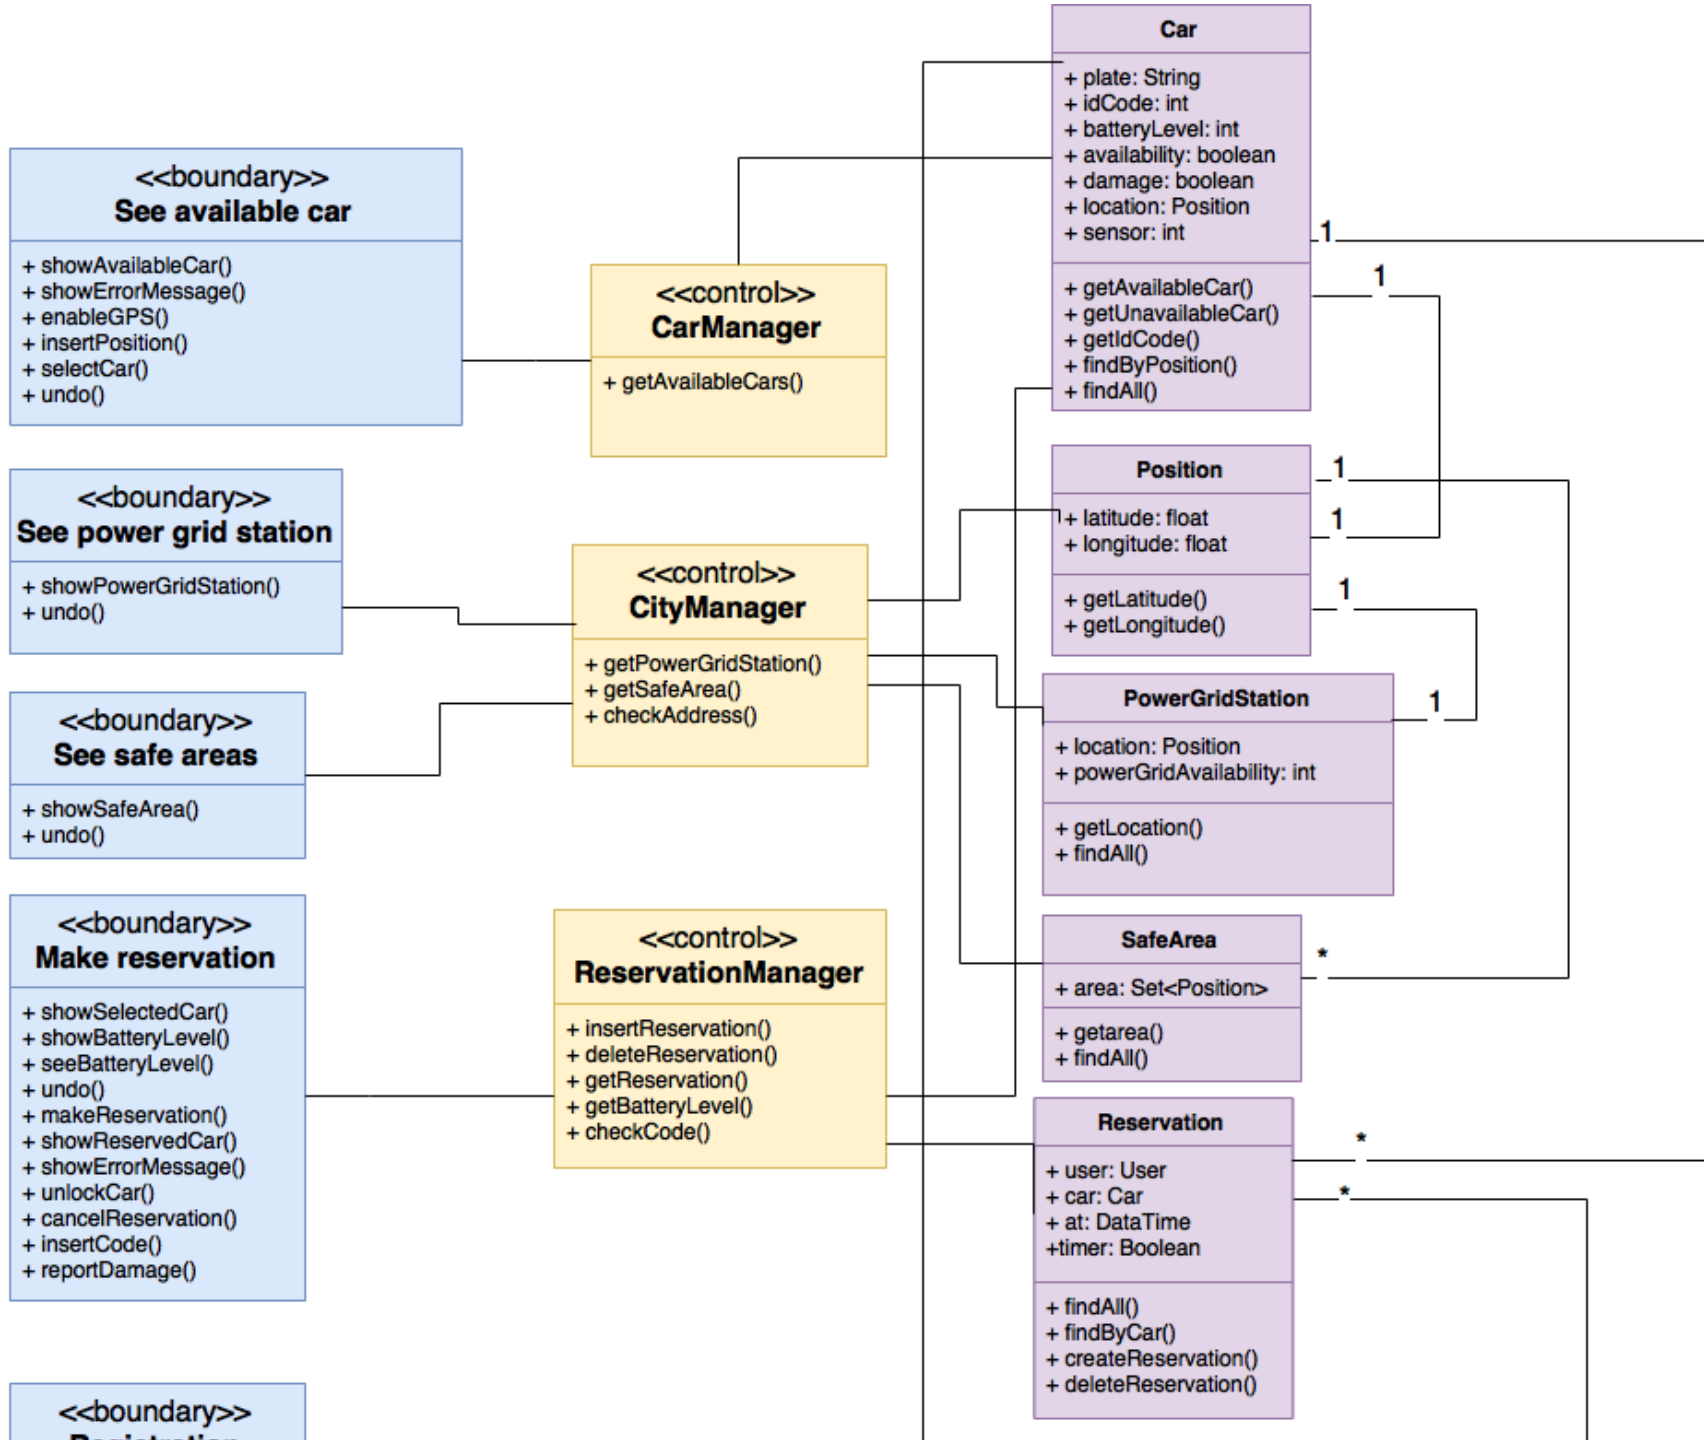 <<boundary>>
See available car
+ showAvailableCar()
+ showErrorMessage()
+ enableGPS()
+ insertPosition()
+ selectCar()
+ undo()
<<boundary>>
See power grid station
+ showPowerGridStation()
+ undo()
<<boundary>>
See safe areas
+ showSafeArea()
+ undo()
<<boundary>>
Make reservation
+ showSelectedCar()
+ showBatteryLevel()
+ seeBatteryLevel()
+ undo()
+ makeReservation()
+ showReservedCar()
+ showErrorMessage()
+ unlockCar()
+ cancelReservation()
+ insertCode()
+ reportDamage()
<<boundary>>
Registration
<<control>>
CarManager
+ getAvailableCars()
<<control>>
CityManager
+ getPowerGridStation()
+ getSafeArea()
+ checkAddress()
<<control>>
ReservationManager
+ insertReservation()
+ deleteReservation()
+ getReservation()
+ getBatteryLevel()
+ checkCode()
Car
+ plate: String
+ idCode: int
+ batteryLevel: int
+ availability: boolean
+ damage: boolean
+ location: Position
+ sensor: int
+ getAvailableCar()
+ getUnavailableCar()
+ getIdCode()
+ findByPosition()
+ findAll()
1
1
Position
+ latitude: float
+ longitude: float
+ getLatitude()
+ getLongitude()
1
1
1
PowerGridStation
+ location: Position
+ powerGridAvailability: int
+ getLocation()
+ findAll()
1
SafeArea
+ area: Set<Position>
+ getarea()
+ findAll()
*
Reservation
+ user: User
+ car: Car
+ at: DataTime
+timer: Boolean
+ findAll()
+ findByCar()
+ createReservation()
+ deleteReservation()
*
*